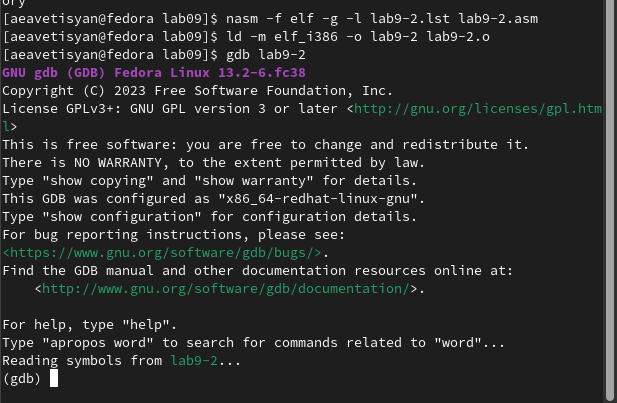 ory
[aeavetisyan@fedora lab09]$ nasm -f elf -g -l lab9-2.lst lab9-2.asm
[aeavetisyan@fedora lab09]$ ld -m elf_i386 -o lab9-2 lab9-2.o
[aeavetisyan@fedora lab09]$ gdb lab9-2
GNU gdb (GDB) Fedora Linux 13.2-6.fc38
Copyright (C) 2023 Free Software Foundation, Inc.
License GPLv3+: GNU GPL version 3 or later <http://gnu.org/licenses/gpl.htm
l>
This is free software: you are free to change and redistribute it.
There is NO WARRANTY, to the extent permitted by law.
Type "show copying" and "show warranty" for details.
This GDB was configured as "x86_64-redhat-linux-gnu".
Type "show configuration" for configuration details.
For bug reporting instructions, please see:
<https://www.gnu.org/software/gdb/bugs/>.
Find the GDB manual and other documentation resources online at:
    <http://www.gnu.org/software/gdb/documentation/>.

For help, type "help".
Type "apropos word" to search for commands related to "word"...
Reading symbols from lab9-2...
(gdb)